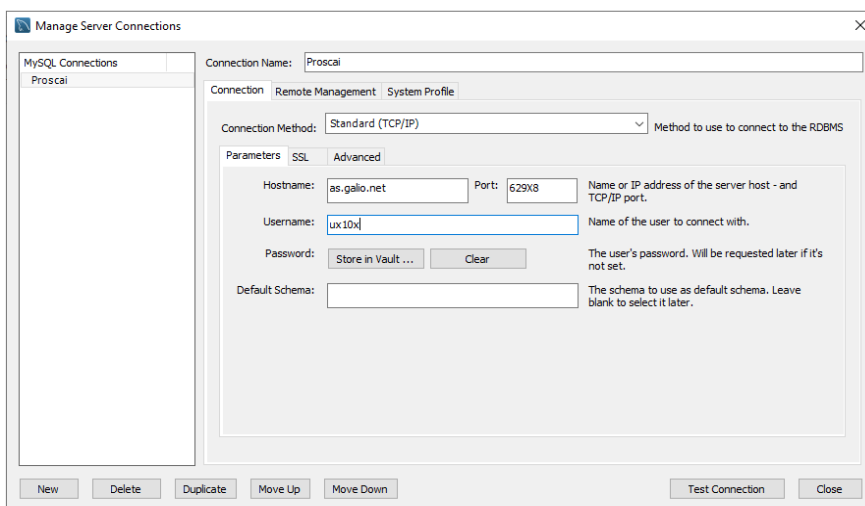 Manage Server Connections
MySQL Connections
Proscai
Connection Name: Proscai
Connection Remote Management System Profile
Connection Method: Standard (TCP/IP) Method to use to connect to the RDBMS
Parameters SSL Advanced
Hostname: as.galio.net Port: 629X8 Name or IP address of the server host - and
TCP/IP port.
Username: ux10x Name of the user to connect with.
Password: Store in Vault ... Clear The user's password. Will be requested later if it's
not set.
Default Schema: The schema to use as default schema. Leave
blank to select it later.
New Delete Duplicate Move Up Move Down Test Connection Close